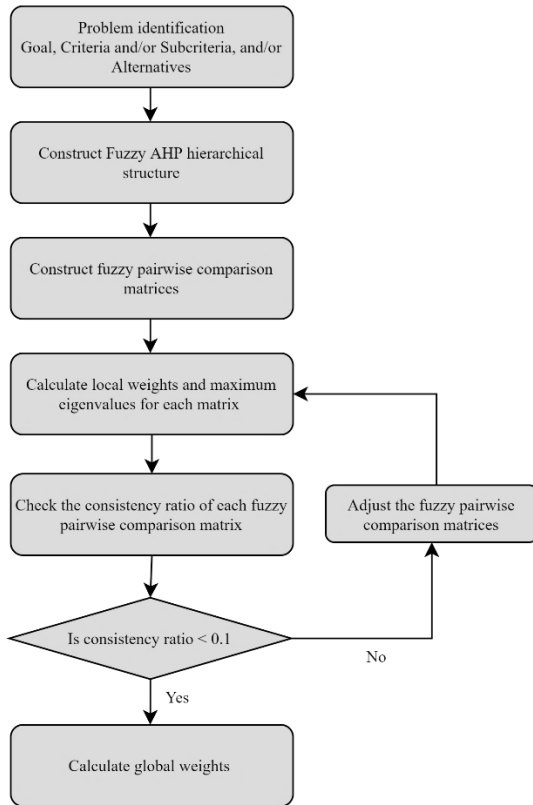 Problem identification
Goal, Criteria and/or Subcriteria, and/or
Alternatives
Construct Fuzzy AHP hierarchical
structure
Construct fuzzy pairwise comparison
matrices
Calculate local weights and maximum
eigenvalues for each matrix
Check the consistency ratio of each fuzzy
pairwise comparison matrix
Adjust the fuzzy pairwise
comparison matrices
Is consistency ratio < 0.1
No
Yes
Calculate global weights